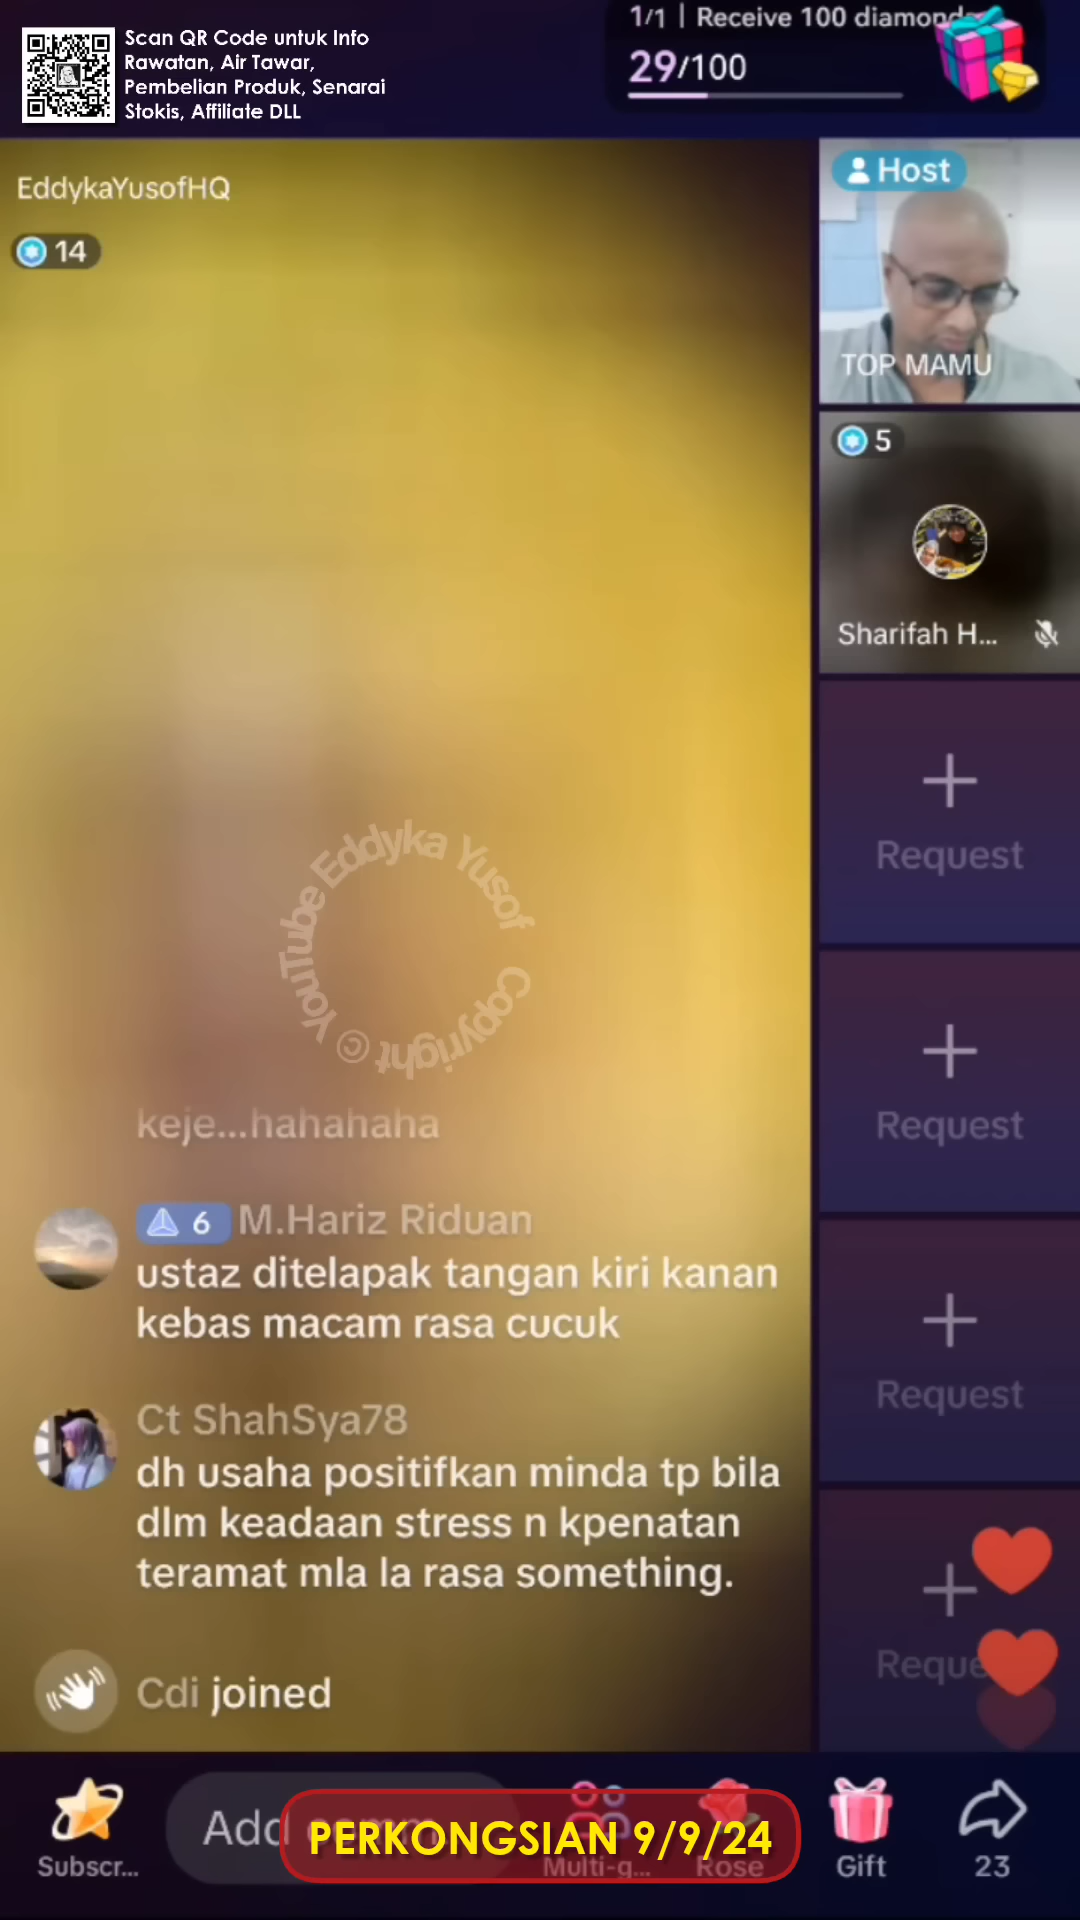 Scan QR Code untuk Info
Rawatan, Air Tawar,
Pembelian Produk, Senarai
Stokis, Affiliate DLL
1/1 | Receive 100 diamonds
29/100
EddykaYusofHQ
14
Host
TOP MAMU
5
Sharifah H...
Request
Request
Request
Request
Copyright © YouTube Eddyka Yusof
keje...hahahaha
6 M.Hariz Riduan
ustaz ditelapak tangan kiri kanan
kebas macam rasa cucuk
Ct ShahSya78
dh usaha positifkan minda tp bila
dlm keadaan stress n kpenatan
teramat mla la rasa something.
Cdi joined
Subscr...
Add comm
PERKONGSIAN 9/9/24
Multi-g...
Rose
Gift
23